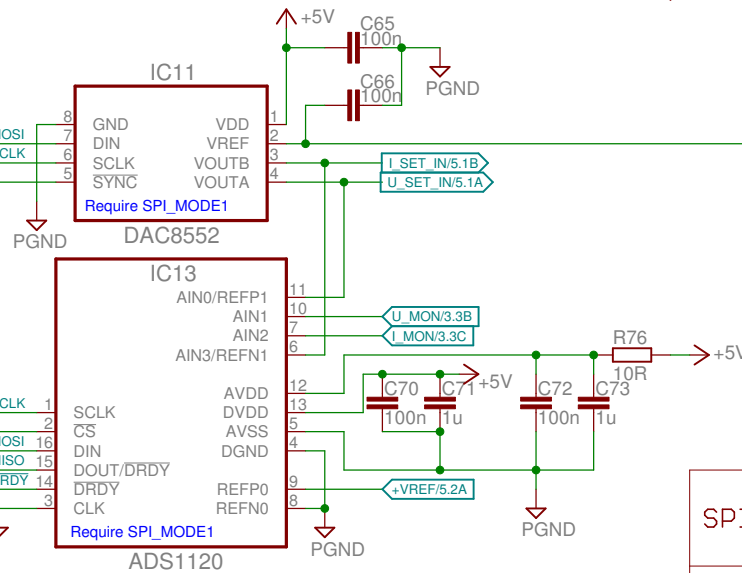 +5V
C65
100n
IC11
PGND
C66
100n
8 GND VDD 1
MOSI 7 DIN VREF 2
CLK 6 SCLK VOUTB 3 I_SET_IN/5.1B
5 SYNC VOUTA 4 U_SET_IN/5.1A
Require SPI_MODE1
PGND
DAC8552
IC13
AIN0/REFP1 11
AIN1 10 U_MON/3.3B
AIN2 7 I_MON/3.3C
AIN3/REFN1 6
R76
+5V
10R
AVDD 12
C70 C71 +5V C72 C73
100n 1u 100n 1u
CLK 1 SCLK DVDD 13
2 CS AVSS 5
MOSI 16 DIN DGND 4
MISO 15 DOUT/DRDY
DRDY 14 DRDY REFP0 9 +VREF/5.2A
3 CLK REFN0 8
Require SPI_MODE1
PGND
PGND
ADS1120
SPI